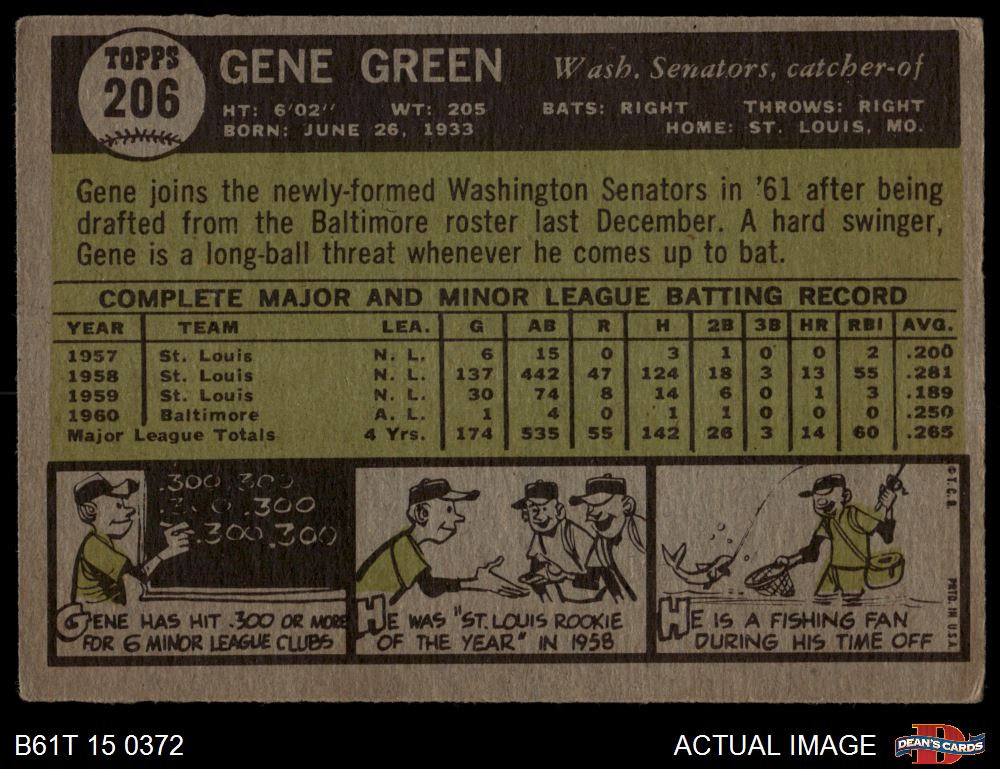 TOPPS
206
GENE GREEN
Wash. Senators, catcher-of
HT: 6'02" WT: 205 BATS: RIGHT THROWS: RIGHT
BORN: JUNE 26, 1933 HOME: ST. LOUIS, MO.
Gene joins the newly-formed Washington Senators in '61 after being
drafted from the Baltimore roster last December. A hard swinger,
Gene is a long-ball threat whenever he comes up to bat.
COMPLETE MAJOR AND MINOR LEAGUE BATTING RECORD
YEAR TEAM LEA. G AB R H 2B 3B HR RBI AVG.
1957 St. Louis N. L. 6 15 0 3 1 0 0 2 .200
1958 St. Louis N. L. 137 442 47 124 18 3 13 55 .281
1959 St. Louis N. L. 30 74 8 14 6 0 1 3 .189
1960 Baltimore A. L. 1 4 0 1 1 0 0 0 .250
Major League Totals 4 Yrs. 174 535 55 142 26 3 14 60 .265
.300 .300
.300 .300
.300 .300
GENE HAS HIT .300 OR MORE
FOR 6 MINOR LEAGUE CLUBS
HE WAS "ST. LOUIS ROOKIE
OF THE YEAR" IN 1958
HE IS A FISHING FAN
DURING HIS TIME OFF
© T.C.G.
PRTD. IN U.S.A.
B61T 15 0372
ACTUAL IMAGE
D
DEAN'S CARDS